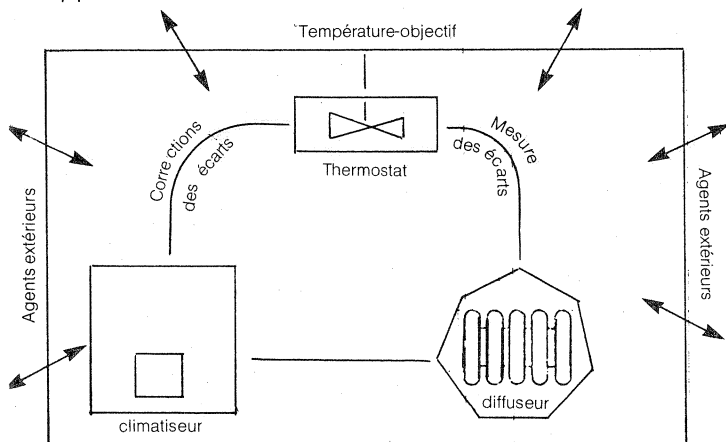 Température-objectif
Corrections
des écarts
Mesure
des écarts
Thermostat
Agents extérieurs
Agents extérieurs
climatiseur
diffuseur